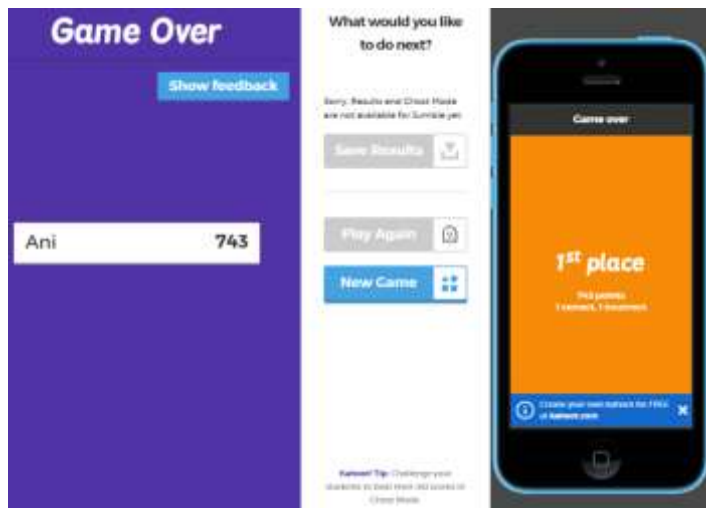 Game Over
Show feedback
Ani 743
What would you like
to do next?
Sorry, Results and Ghost Mode
are not available for Jumble yet
Save Results
Play Again
New Game
Kahoot! Tip: Challenge your
students to beat their old scores in
Ghost Mode
Game over
1st place
743 points
1 correct, 1 incorrect
Create your own kahoot for FREE
at kahoot.com